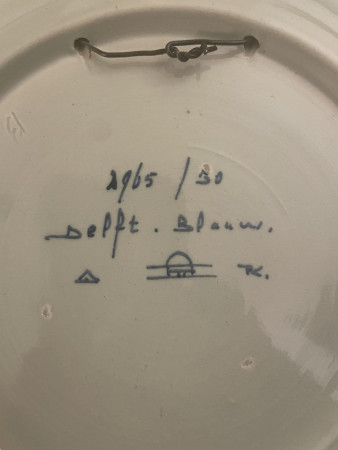 1965 / 30
Delft. Blauw.
K.